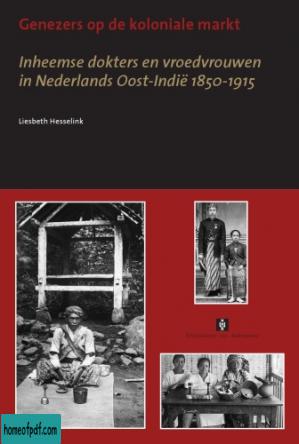 Genezers op de koloniale markt
Inheemse dokters en vroedvrouwen
in Nederlands Oost-Indië 1850-1915
Liesbeth Hesselink
homeofpdf.com